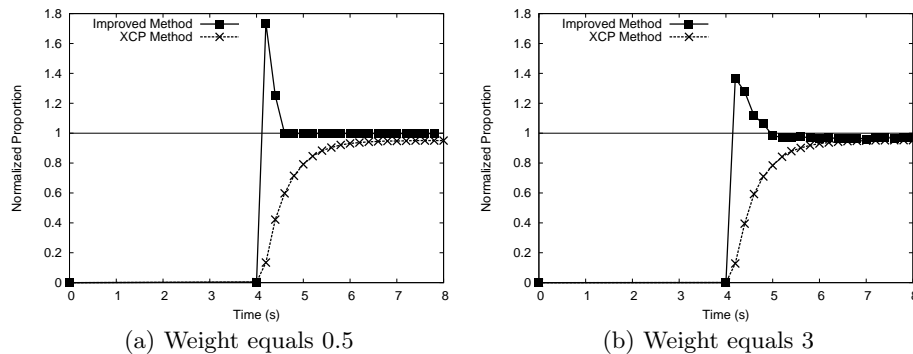 1.8
1.6
1.4
1.2
1
0.8
0.6
0.4
0.2
0
Normalized Proportion
Improved Method
XCP Method
0 1 2 3 4 5 6 7 8
Time (s)
(a) Weight equals 0.5
1.8
1.6
1.4
1.2
1
0.8
0.6
0.4
0.2
0
Normalized Proportion
Improved Method
XCP Method
0 1 2 3 4 5 6 7 8
Time (s)
(b) Weight equals 3